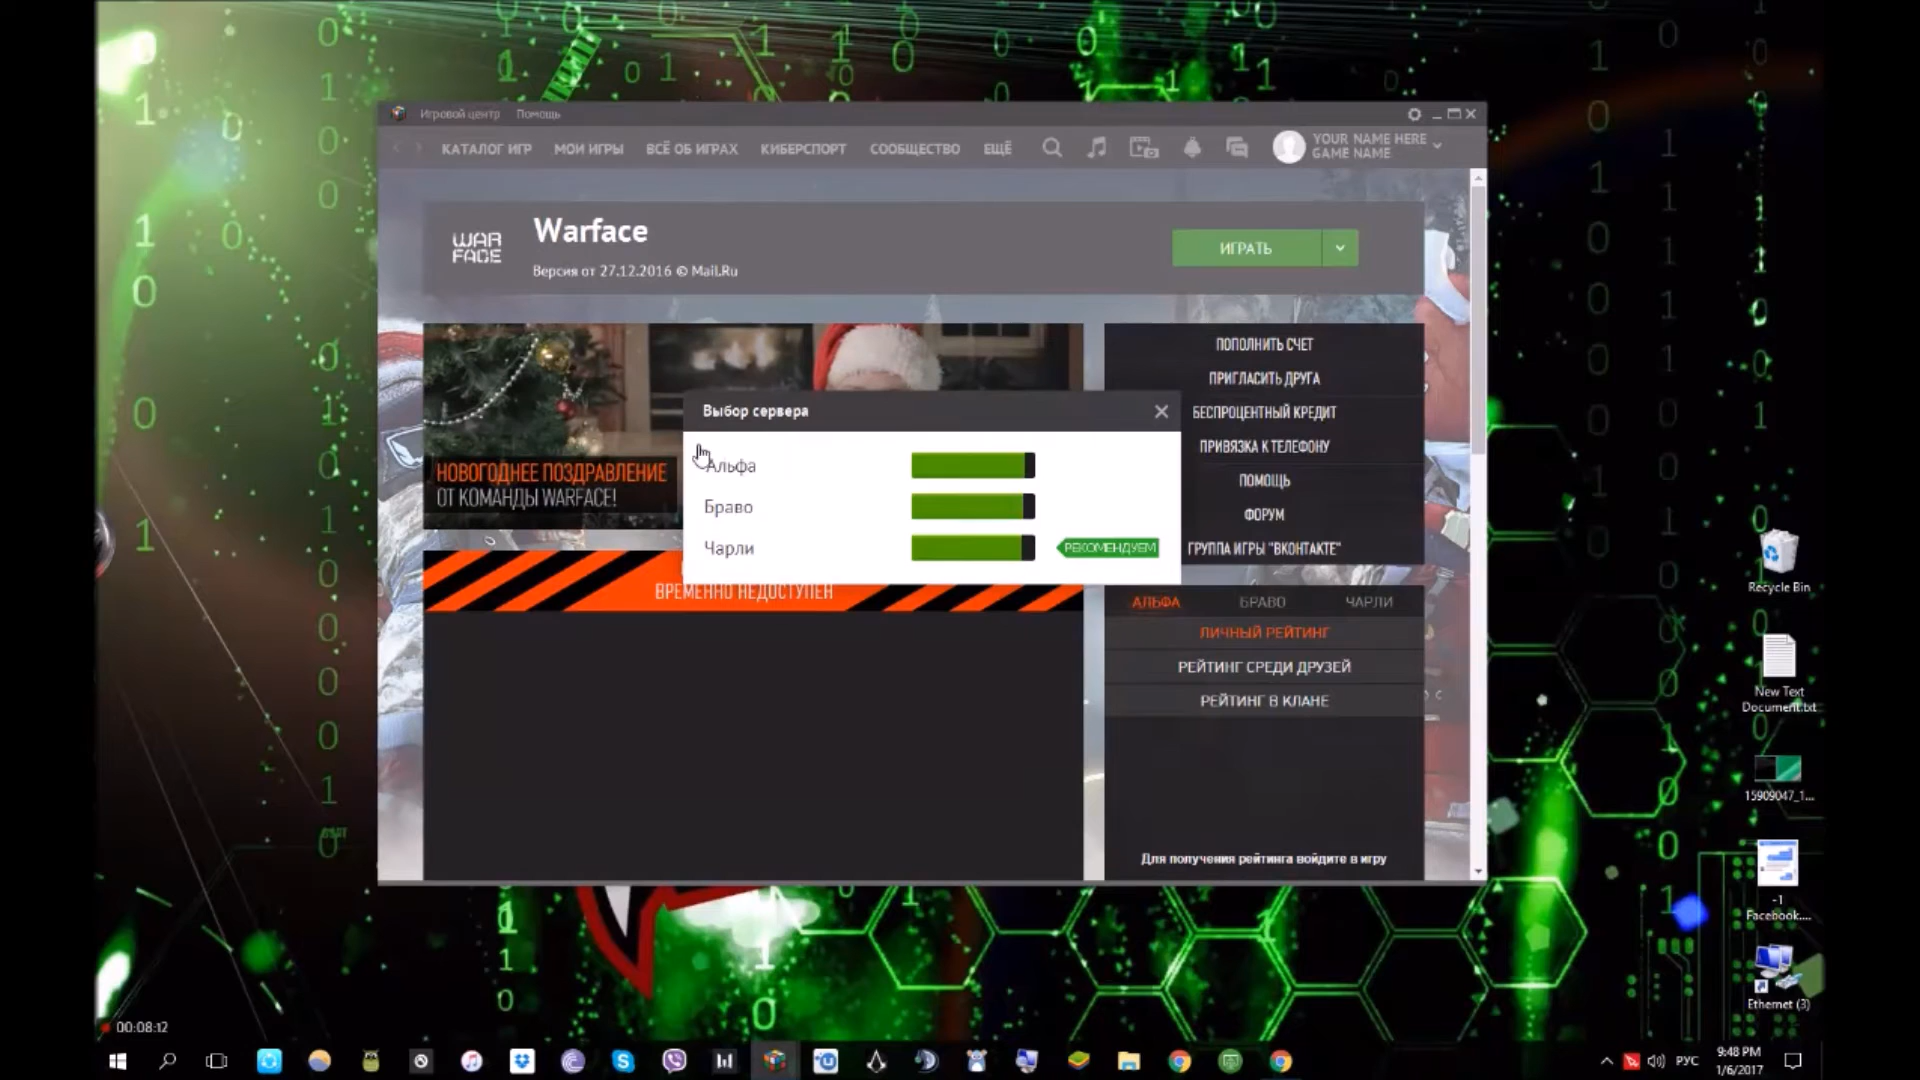 Игровой центр Помощь
КАТАЛОГ ИГР МОИ ИГРЫ ВСЁ ОБ ИГРАХ КИБЕРСПОРТ СООБЩЕСТВО ЕЩЁ
YOUR NAME HERE
GAME NAME
WAR
FACE
Warface
Версия от 27.12.2016 © Mail.Ru
ИГРАТЬ
НОВОГОДНЕЕ ПОЗДРАВЛЕНИЕ
ОТ КОМАНДЫ WARFACE!
Выбор сервера
Альфа
Браво
Чарли
РЕКОМЕНДУЕМ
ВРЕМЕННО НЕДОСТУПЕН
ПОПОЛНИТЬ СЧЕТ
ПРИГЛАСИТЬ ДРУГА
БЕСПРОЦЕНТНЫЙ КРЕДИТ
ПРИВЯЗКА К ТЕЛЕФОНУ
ПОМОЩЬ
ФОРУМ
ГРУППА ИГРЫ "ВКОНТАКТЕ"
АЛЬФА БРАВО ЧАРЛИ
ЛИЧНЫЙ РЕЙТИНГ
РЕЙТИНГ СРЕДИ ДРУЗЕЙ
РЕЙТИНГ В КЛАНЕ
Для получения рейтинга войдите в игру
Recycle Bin
New Text
Document.txt
15909047_1...
-1
Facebook....
Ethernet (3)
00:08:12
РУС
9:48 PM
1/6/2017